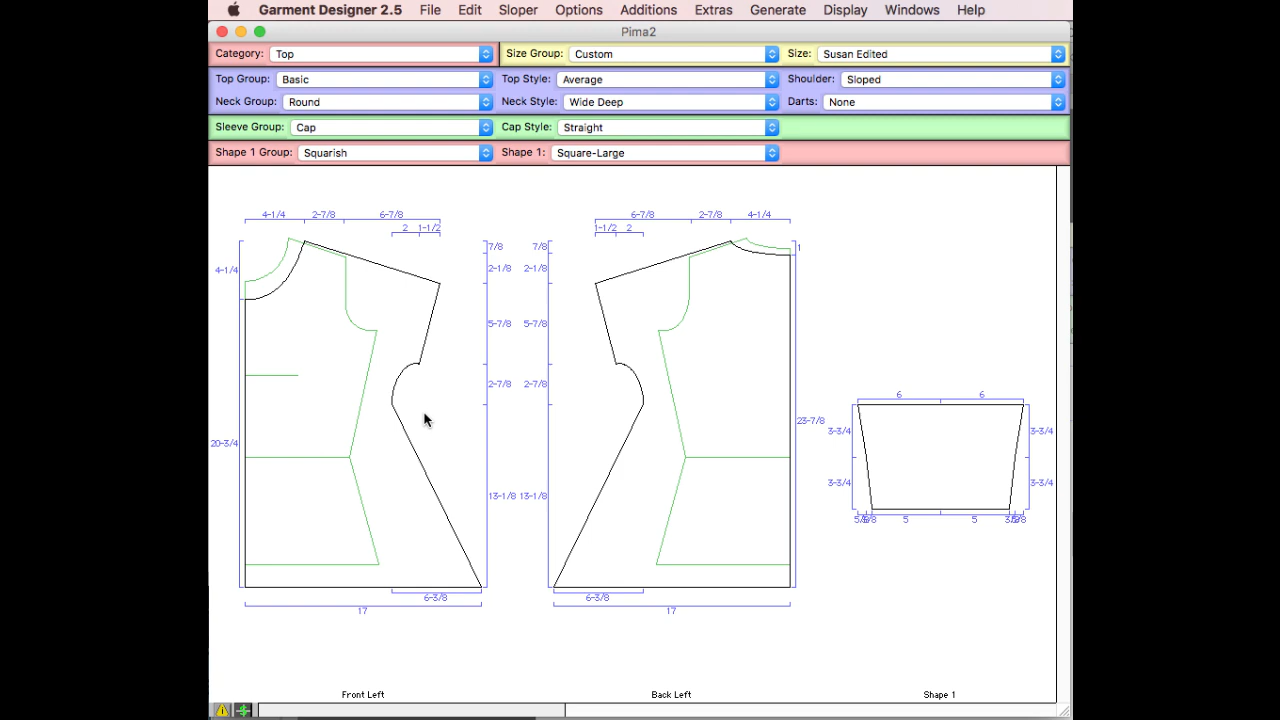 Garment Designer 2.5 File Edit Sloper Options Additions Extras Generate Display Windows Help
Pima2
Category: Top Size Group: Custom Size: Susan Edited
Top Group: Basic Top Style: Average Shoulder: Sloped
Neck Group: Round Neck Style: Wide Deep Darts: None
Sleeve Group: Cap Cap Style: Straight
Shape 1 Group: Squarish Shape 1: Square-Large
4-1/4 2-7/8 6-7/8 6-7/8 2-7/8 4-1/4
2 1-1/2 1-1/2 2
7/8 7/8 1
4-1/4 2-1/8 2-1/8
5-7/8 5-7/8
2-7/8 2-7/8
6 6
23-7/8
3-3/4 3-3/4
20-3/4
3-3/4 3-3/4
13-1/8 13-1/8
5 5
6-3/8 6-3/8
17 17
Front Left Back Left Shape 1